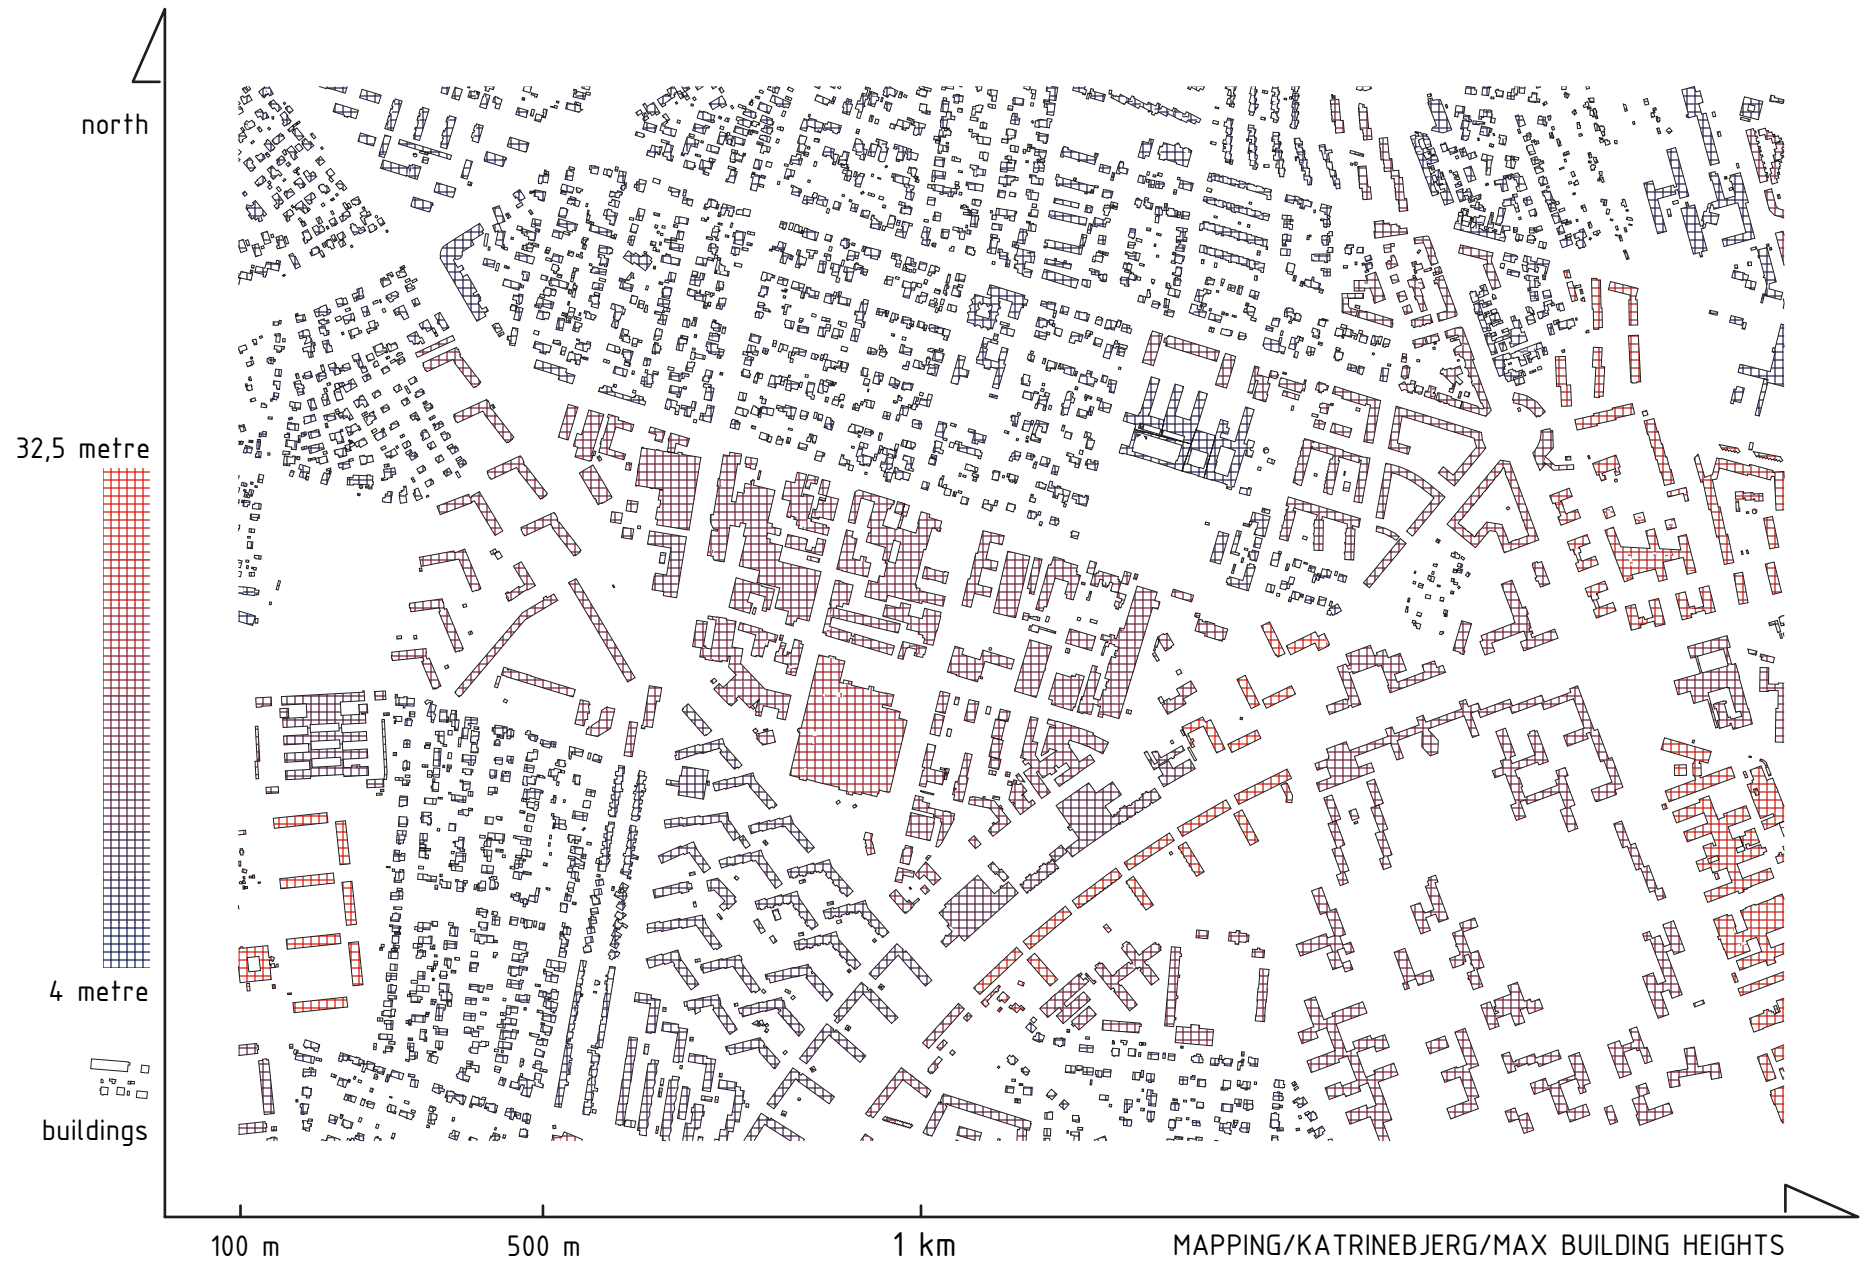 north
32,5 metre
4 metre
buildings
100 m
500 m
1 km
MAPPING/KATRINEBJERG/MAX BUILDING HEIGHTS